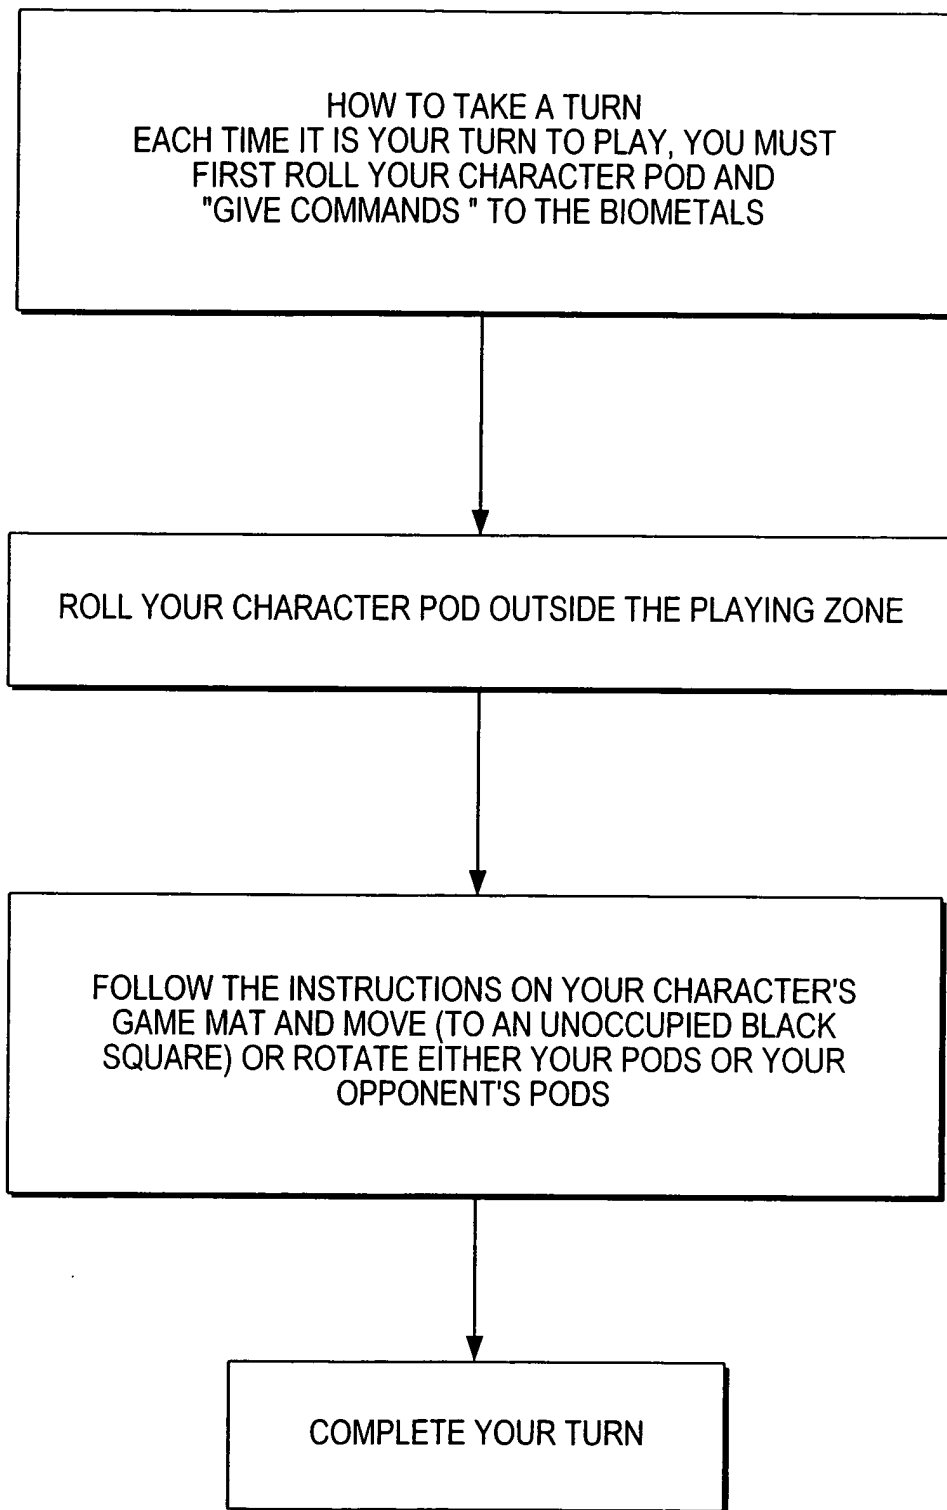 HOW TO TAKE A TURN
EACH TIME IT IS YOUR TURN TO PLAY, YOU MUST
FIRST ROLL YOUR CHARACTER POD AND
"GIVE COMMANDS " TO THE BIOMETALS
ROLL YOUR CHARACTER POD OUTSIDE THE PLAYING ZONE
FOLLOW THE INSTRUCTIONS ON YOUR CHARACTER'S
GAME MAT AND MOVE (TO AN UNOCCUPIED BLACK
SQUARE) OR ROTATE EITHER YOUR PODS OR YOUR
OPPONENT'S PODS
COMPLETE YOUR TURN